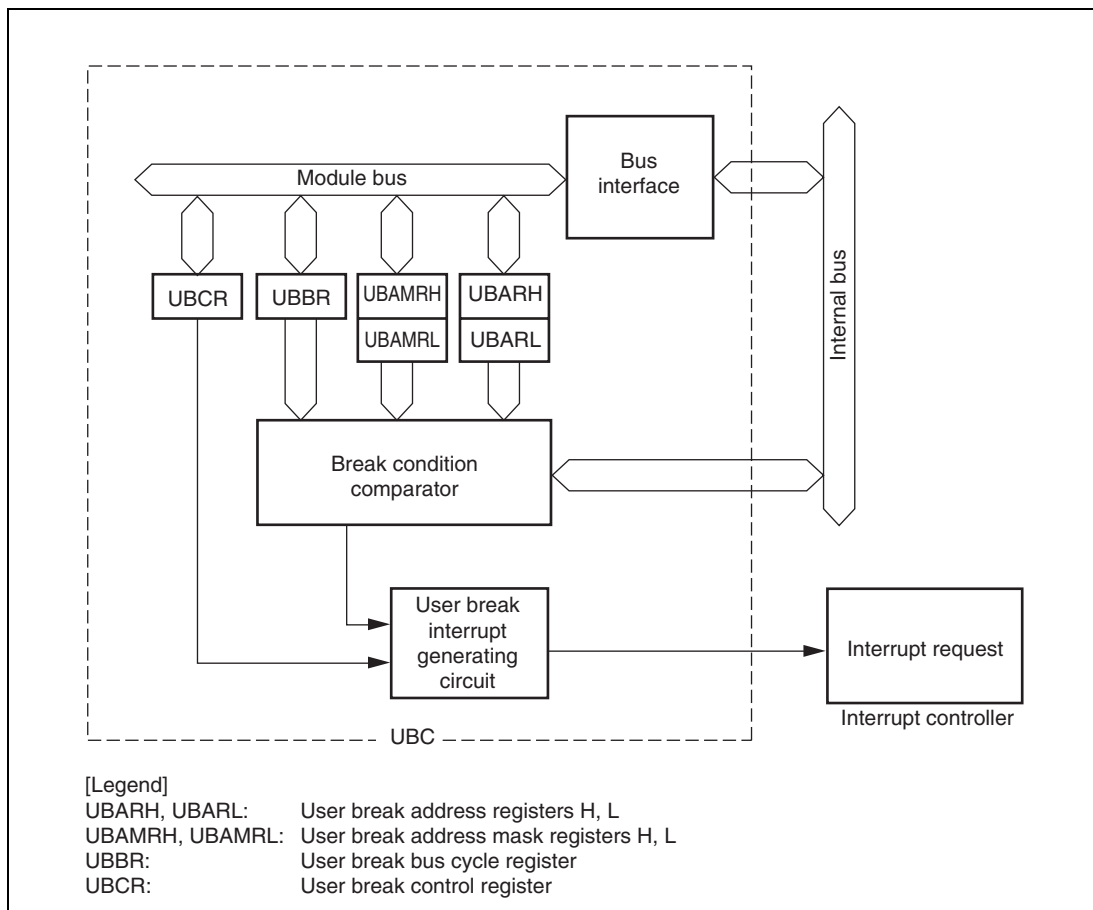 Bus
interface
Module bus
Internal bus
UBCR
UBBR
UBAMRH
UBARH
UBAMRL
UBARL
Break condition
comparator
User break
interrupt
generating
circuit
Interrupt request
Interrupt controller
UBC
[Legend]
UBARH, UBARL: User break address registers H, L
UBAMRH, UBAMRL: User break address mask registers H, L
UBBR: User break bus cycle register
UBCR: User break control register